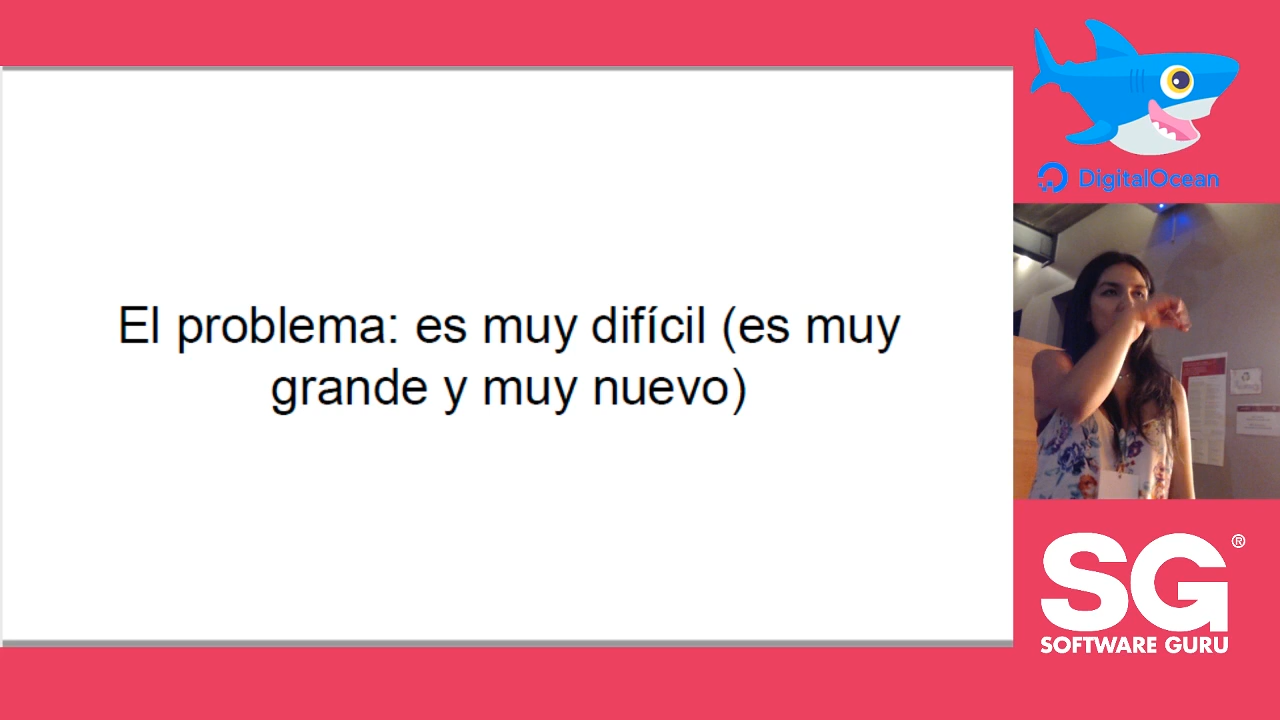 El problema: es muy difícil (es muy
grande y muy nuevo)
DigitalOcean
SG®
SOFTWARE GURU